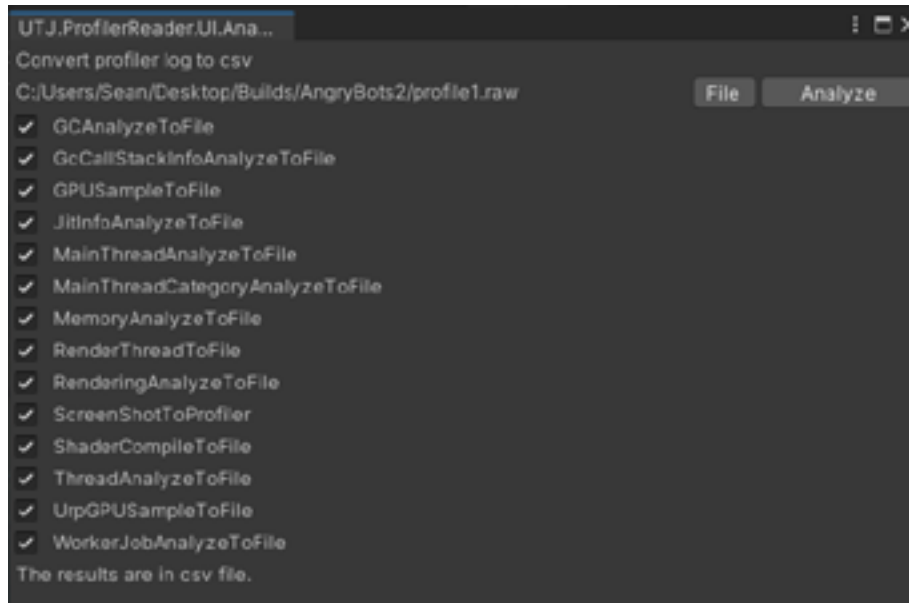 UTJ.ProfilerReader.UI.Ana...
Convert profiler log to csv
C:/Users/Sean/Desktop/Builds/AngryBots2/profile1.raw File Analyze
GCAnalyzeToFile
GcCallStackInfoAnalyzeToFile
GPUSampleToFile
JitInfoAnalyzeToFile
MainThreadAnalyzeToFile
MainThreadCategoryAnalyzeToFile
MemoryAnalyzeToFile
RenderThreadToFile
RenderingAnalyzeToFile
ScreenShotToProfiler
ShaderCompileToFile
ThreadAnalyzeToFile
UrpGPUSampleToFile
WorkerJobAnalyzeToFile
The results are in csv file.